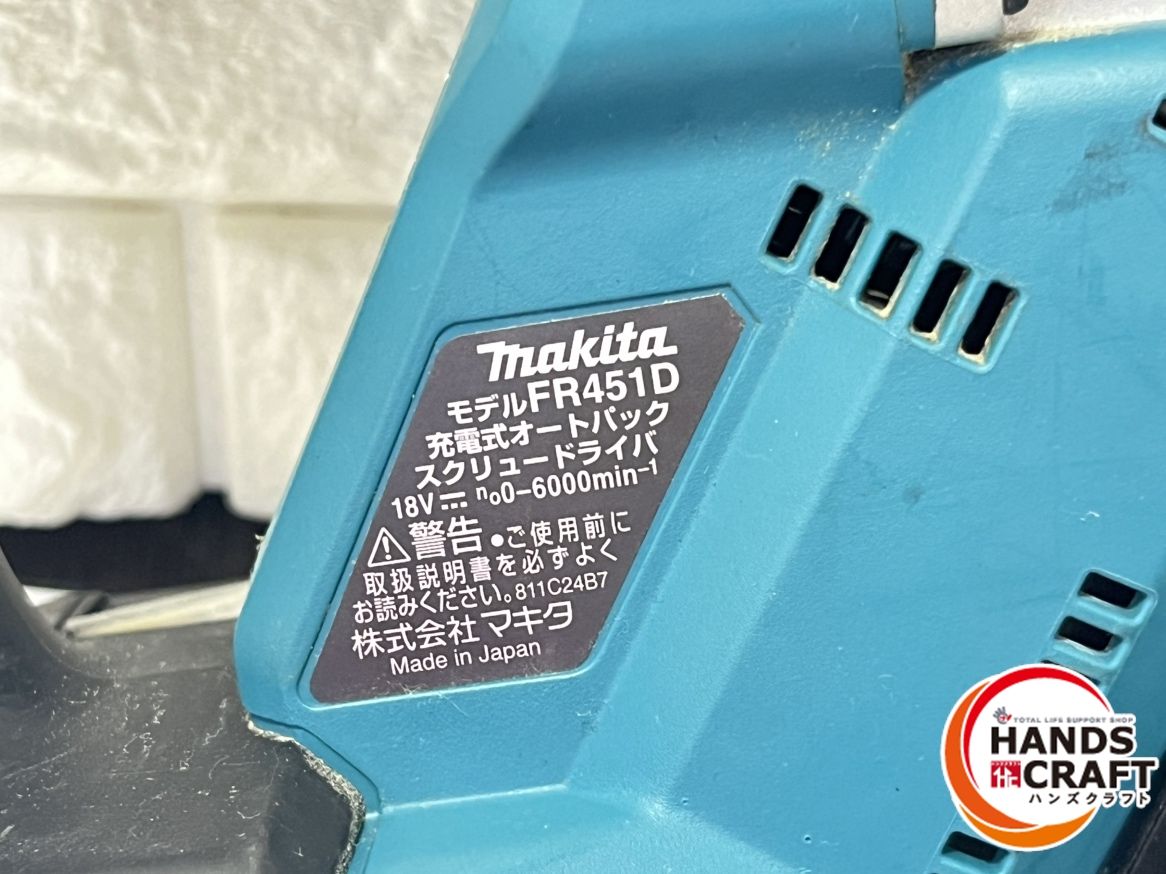 makita
モデルFR451D
充電式オートパック
スクリュードライバ
18V⎓ n₀0-6000min⁻¹
⚠警告 ●ご使用前に
取扱説明書を必ずよく
お読みください。811C24B7
株式会社マキタ
Made in Japan
TOTAL LIFE SUPPORT SHOP
HANDS
CRAFT
ハンズクラフト